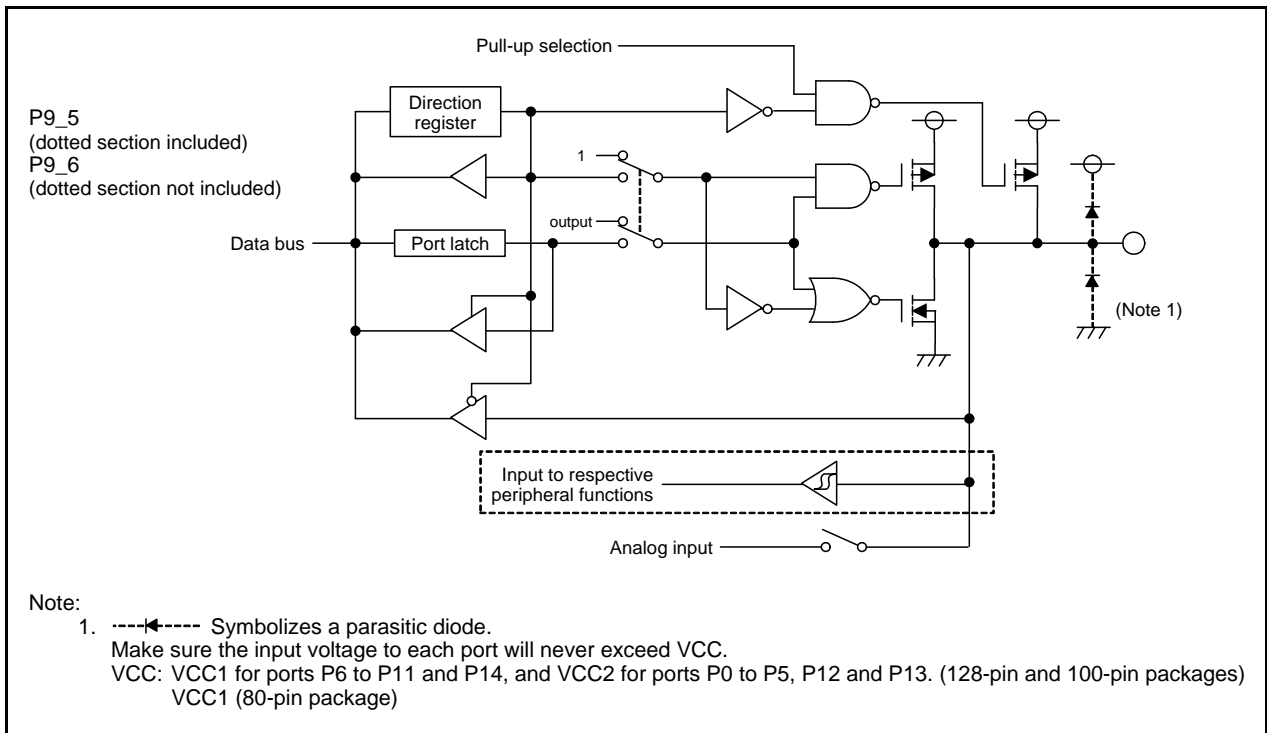 Pull-up selection
Direction
register
P9_5
(dotted section included)
P9_6
(dotted section not included)
1
output
Data bus
Port latch
(Note 1)
Input to respective
peripheral functions
Analog input
Note:
1. Symbolizes a parasitic diode.
Make sure the input voltage to each port will never exceed VCC.
VCC: VCC1 for ports P6 to P11 and P14, and VCC2 for ports P0 to P5, P12 and P13. (128-pin and 100-pin packages)
VCC1 (80-pin package)